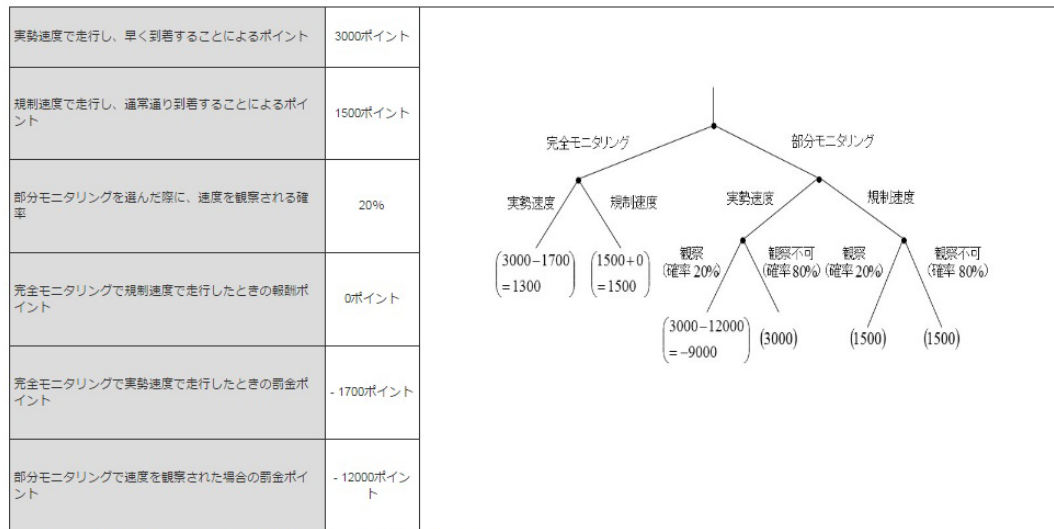 実勢速度で走行し、早く到着することによるポイント
3000ポイント
規制速度で走行し、通常通り到着することによるポイ
ント
1500ポイント
部分モニタリングを選んだ際に、速度を観察される確
率
20%
完全モニタリングで規制速度で走行したときの報酬ポ
イント
0ポイント
完全モニタリングで実勢速度で走行したときの罰金ポ
イント
- 1700ポイント
部分モニタリングで速度を観察された場合の罰金ポイ
ント
- 12000ポイン
ト
完全モニタリング
部分モニタリング
実勢速度
規制速度
実勢速度
規制速度
(3000−1700
=1300)
(1500+0
=1500)
観察
(確率 20%)
観察不可
(確率 80%)
観察
(確率 20%)
観察不可
(確率 80%)
(3000−12000
=−9000)
(3000)
(1500)
(1500)